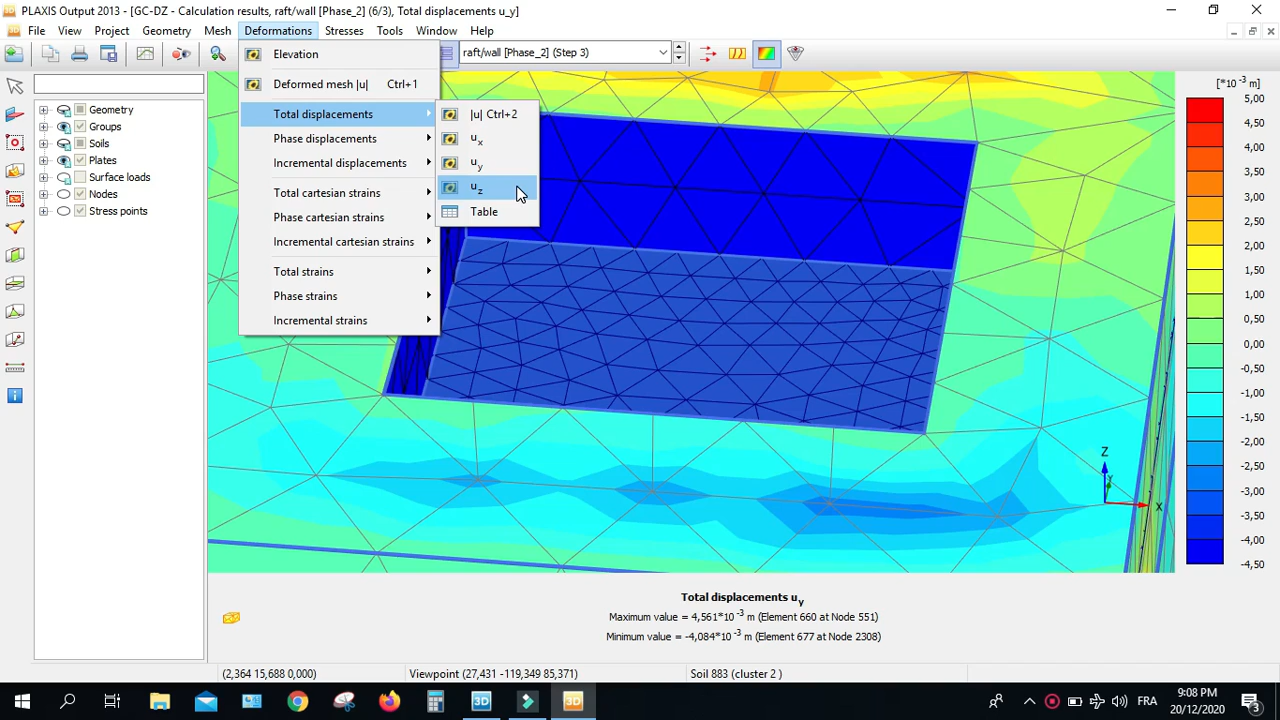 PLAXIS Output 2013 - [GC-DZ - Calculation results, raft/wall [Phase_2] (6/3), Total displacements u_y]
File View Project Geometry Mesh Deformations Stresses Tools Window Help
raft/wall [Phase_2] (Step 3)
Elevation
Deformed mesh |u| Ctrl+1
Total displacements
Phase displacements
Incremental displacements
Total cartesian strains
Phase cartesian strains
Incremental cartesian strains
Total strains
Phase strains
Incremental strains
|u| Ctrl+2
ux
uy
uz
Table
Geometry
Groups
Soils
Plates
Surface loads
Nodes
Stress points
[*10 -3 m]
5,00
4,50
4,00
3,50
3,00
2,50
2,00
1,50
1,00
0,50
0,00
-0,50
-1,00
-1,50
-2,00
-2,50
-3,00
-3,50
-4,00
-4,50
Z
Y
X
Total displacements uy
Maximum value = 4,561*10 -3 m (Element 660 at Node 551)
Minimum value = -4,084*10 -3 m (Element 677 at Node 2308)
(2,364 15,688 0,000) Viewpoint (27,431 -119,349 85,371) Soil 883 (cluster 2 )
3D 3D FRA 9:08 PM
20/12/2020
3